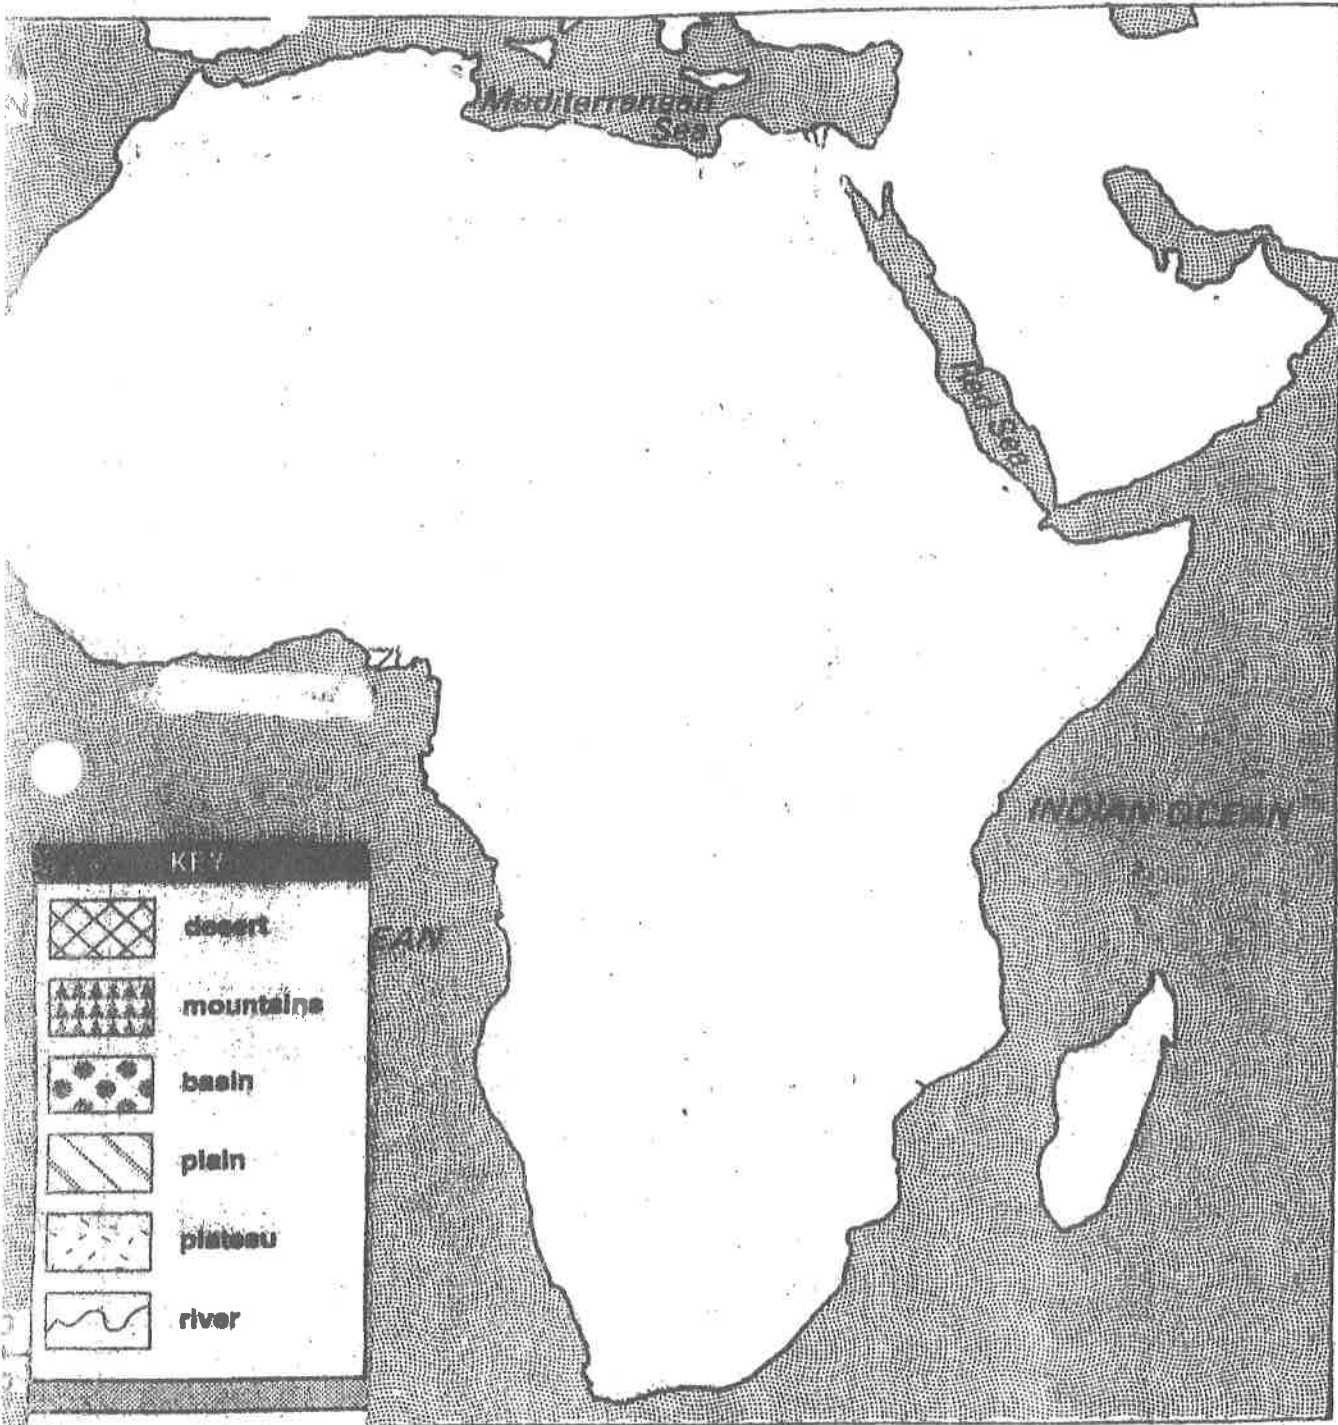 Mediterranean
Sea
Red Sea
INDIAN OCEAN
KEY
desert
EAN
mountains
basin
plain
plateau
river